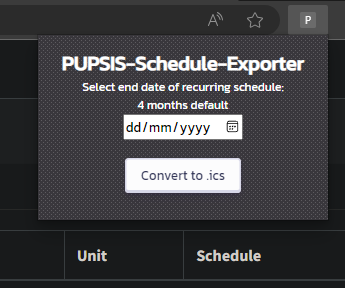 P
PUPSIS-Schedule-Exporter
Select end date of recurring schedule;
4 months default
dd/mm/yyyy
Convert to .ics
Unit
Schedule